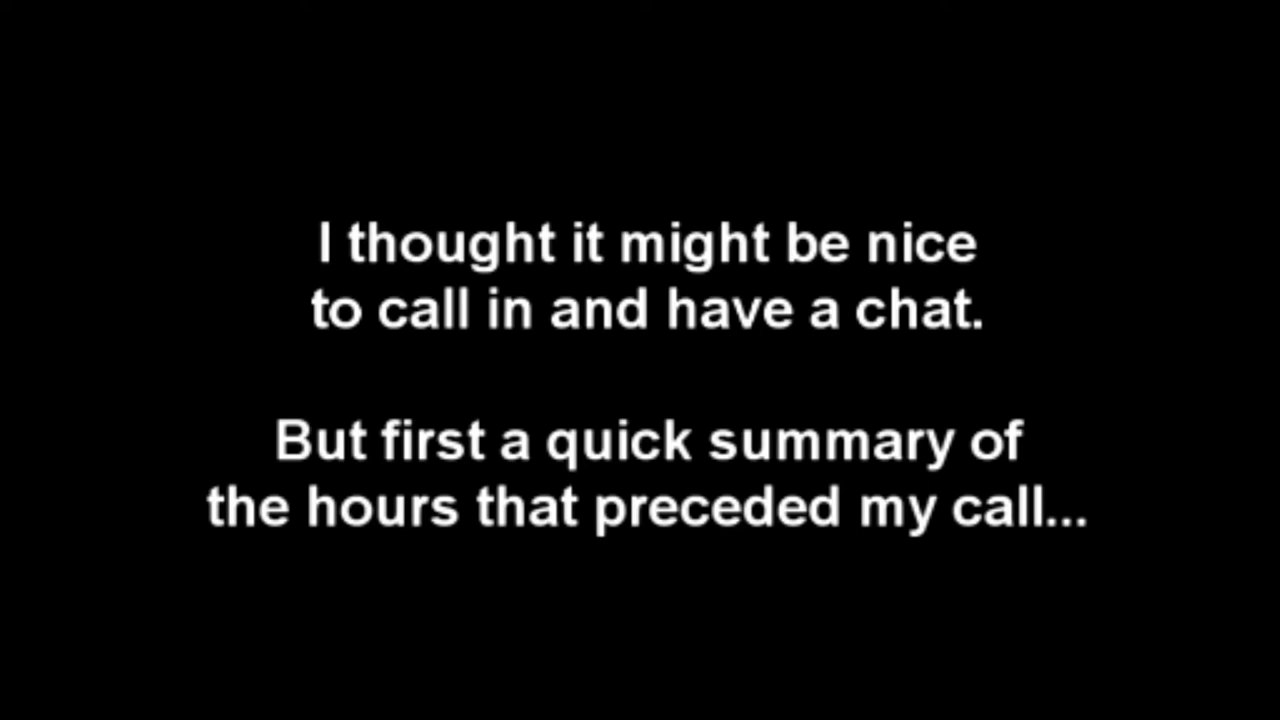 I thought it might be nice
to call in and have a chat.
But first a quick summary of
the hours that preceded my call...